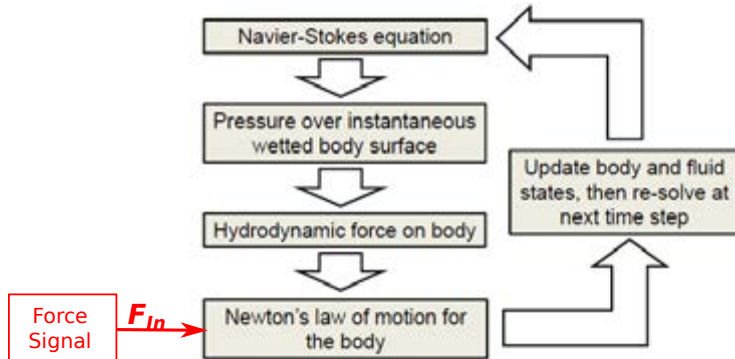 Navier-Stokes equation
Pressure over instantaneous
wetted body surface
Update body and fluid
states, then re-solve at
next time step
Hydrodynamic force on body
Force
Signal
F_In
Newton's law of motion for
the body